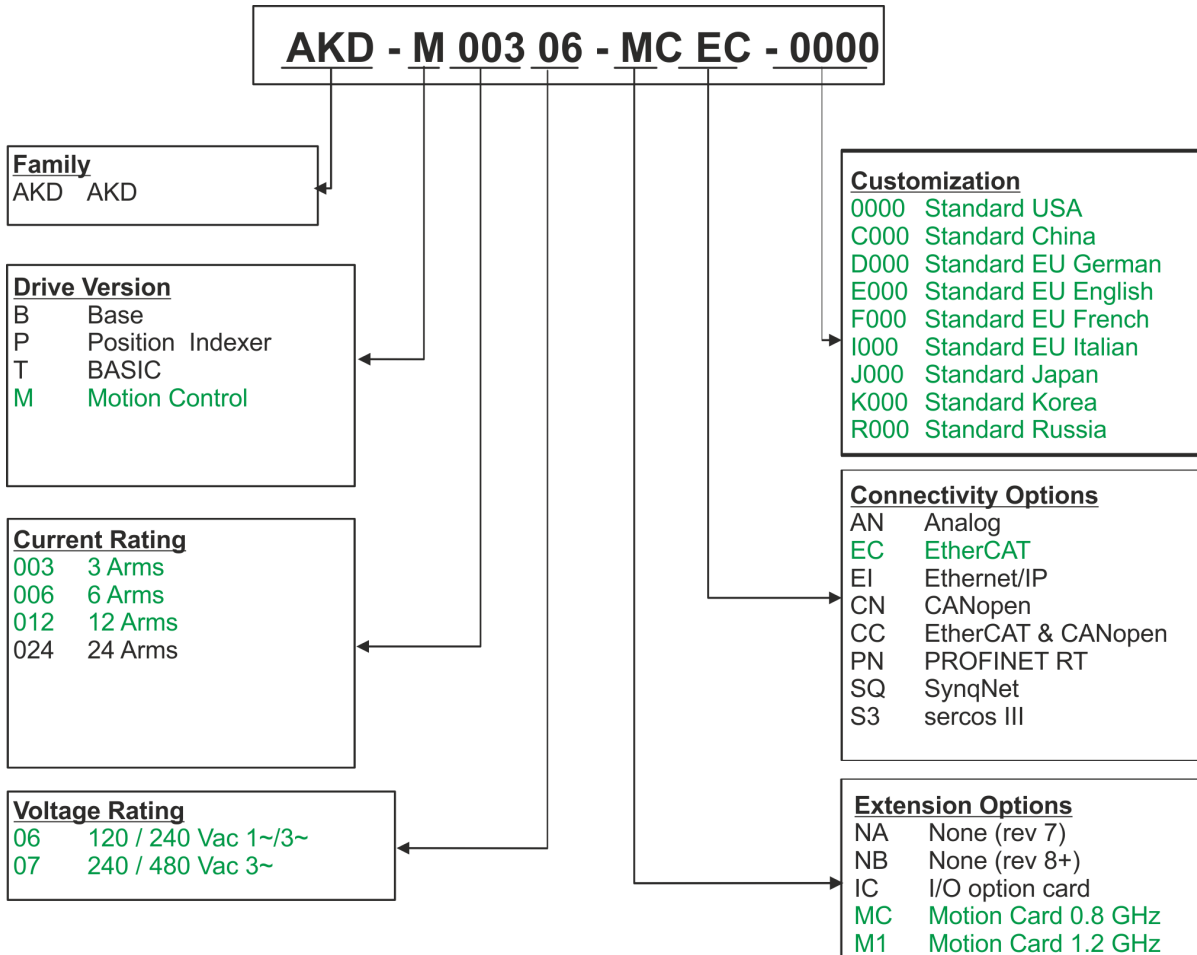 AKD - M 003 06 - MC EC - 0000
Family
AKD AKD
Drive Version
B Base
P Position Indexer
T BASIC
M Motion Control
Current Rating
003 3 Arms
006 6 Arms
012 12 Arms
024 24 Arms
Voltage Rating
06 120 / 240 Vac 1~/3~
07 240 / 480 Vac 3~
Customization
0000 Standard USA
C000 Standard China
D000 Standard EU German
E000 Standard EU English
F000 Standard EU French
I000 Standard EU Italian
J000 Standard Japan
K000 Standard Korea
R000 Standard Russia
Connectivity Options
AN Analog
EC EtherCAT
EI Ethernet/IP
CN CANopen
CC EtherCAT & CANopen
PN PROFINET RT
SQ SynqNet
S3 sercos III
Extension Options
NA None (rev 7)
NB None (rev 8+)
IC I/O option card
MC Motion Card 0.8 GHz
M1 Motion Card 1.2 GHz